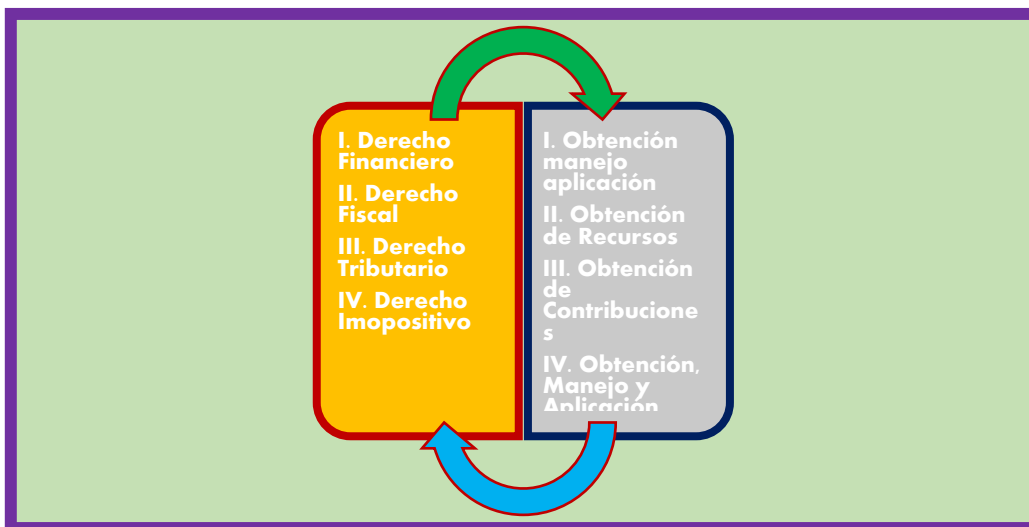 I. Derecho
Financiero
II. Derecho
Fiscal
III. Derecho
Tributario
IV. Derecho
Imopositivo
I. Obtención
manejo
aplicación
II. Obtención
de Recursos
III. Obtención
de
Contribucione
s
IV. Obtención,
Manejo y
Aplicación